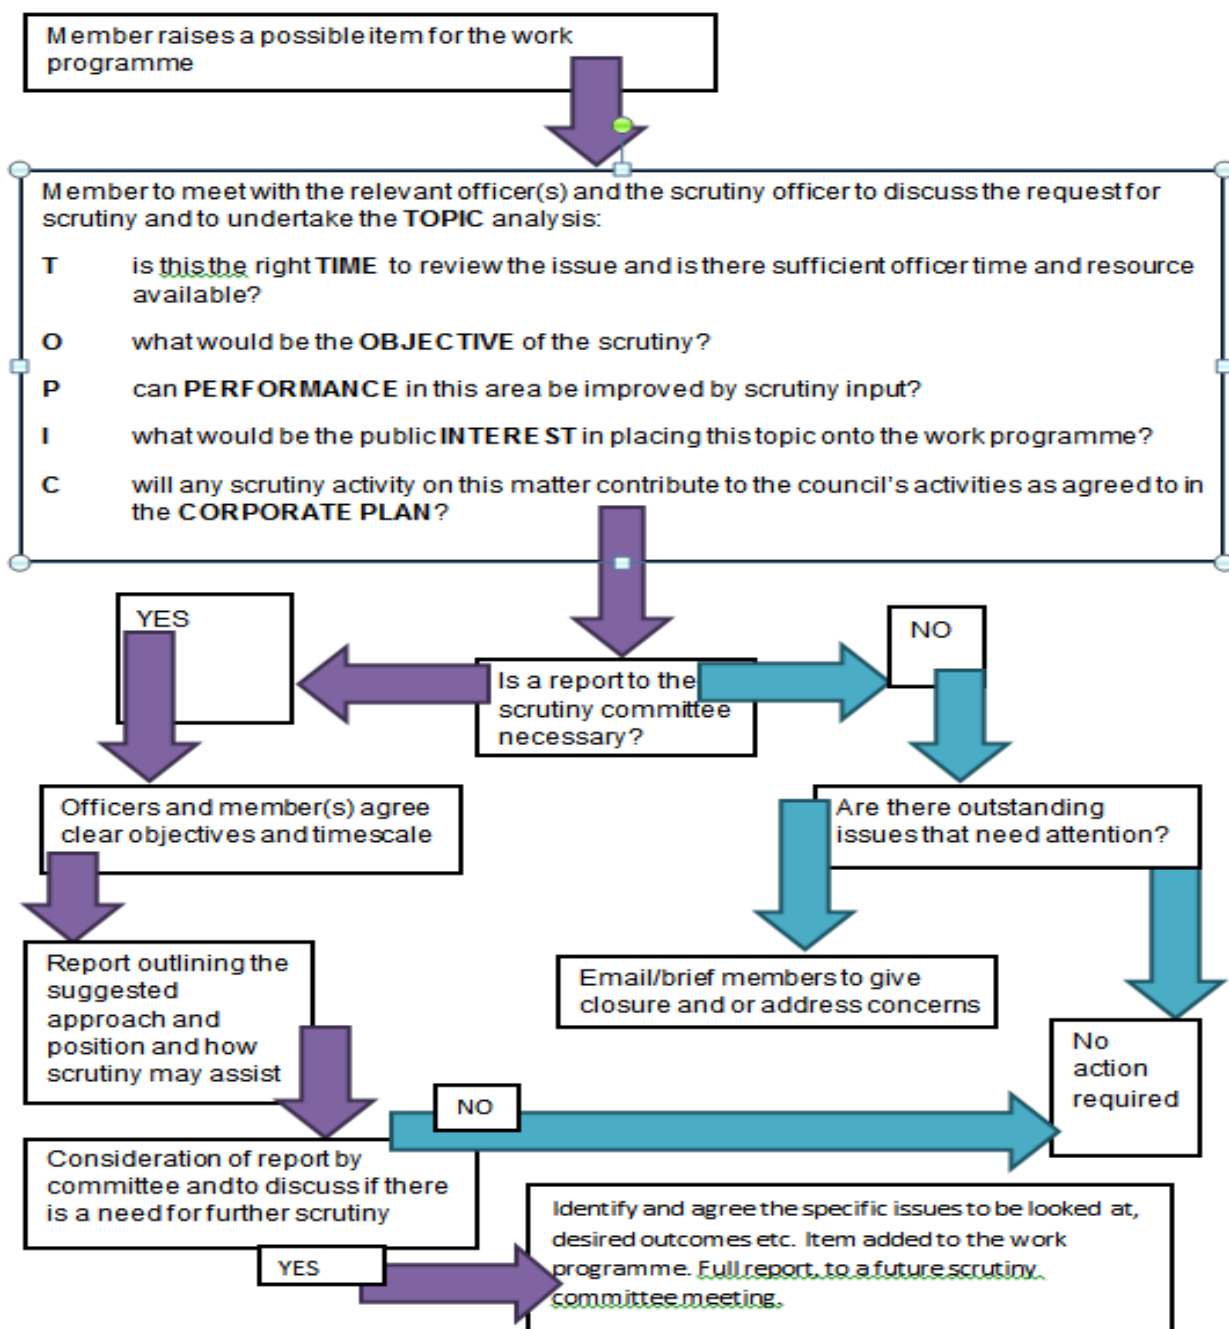 Member raises a possible item for the work
programme
Member to meet with the relevant officer(s) and the scrutiny officer to discuss the request for
scrutiny and to undertake the TOPIC analysis:
T is this the right TIME to review the issue and is there sufficient officer time and resource
available?
O what would be the OBJECTIVE of the scrutiny?
P can PERFORMANCE in this area be improved by scrutiny input?
I what would be the public INTEREST in placing this topic onto the work programme?
C will any scrutiny activity on this matter contribute to the council's activities as agreed to in
the CORPORATE PLAN?
YES
NO
Is a report to the
scrutiny committee
necessary?
Officers and member(s) agree
clear objectives and timescale
Are there outstanding
issues that need attention?
Report outlining the
suggested
approach and
position and how
scrutiny may assist
Email/brief members to give
closure and or address concerns
No
action
required
NO
Consideration of report by
committee and to discuss if there
is a need for further scrutiny
YES
Identify and agree the specific issues to be looked at,
desired outcomes etc. Item added to the work
programme. Full report, to a future scrutiny
committee meeting.